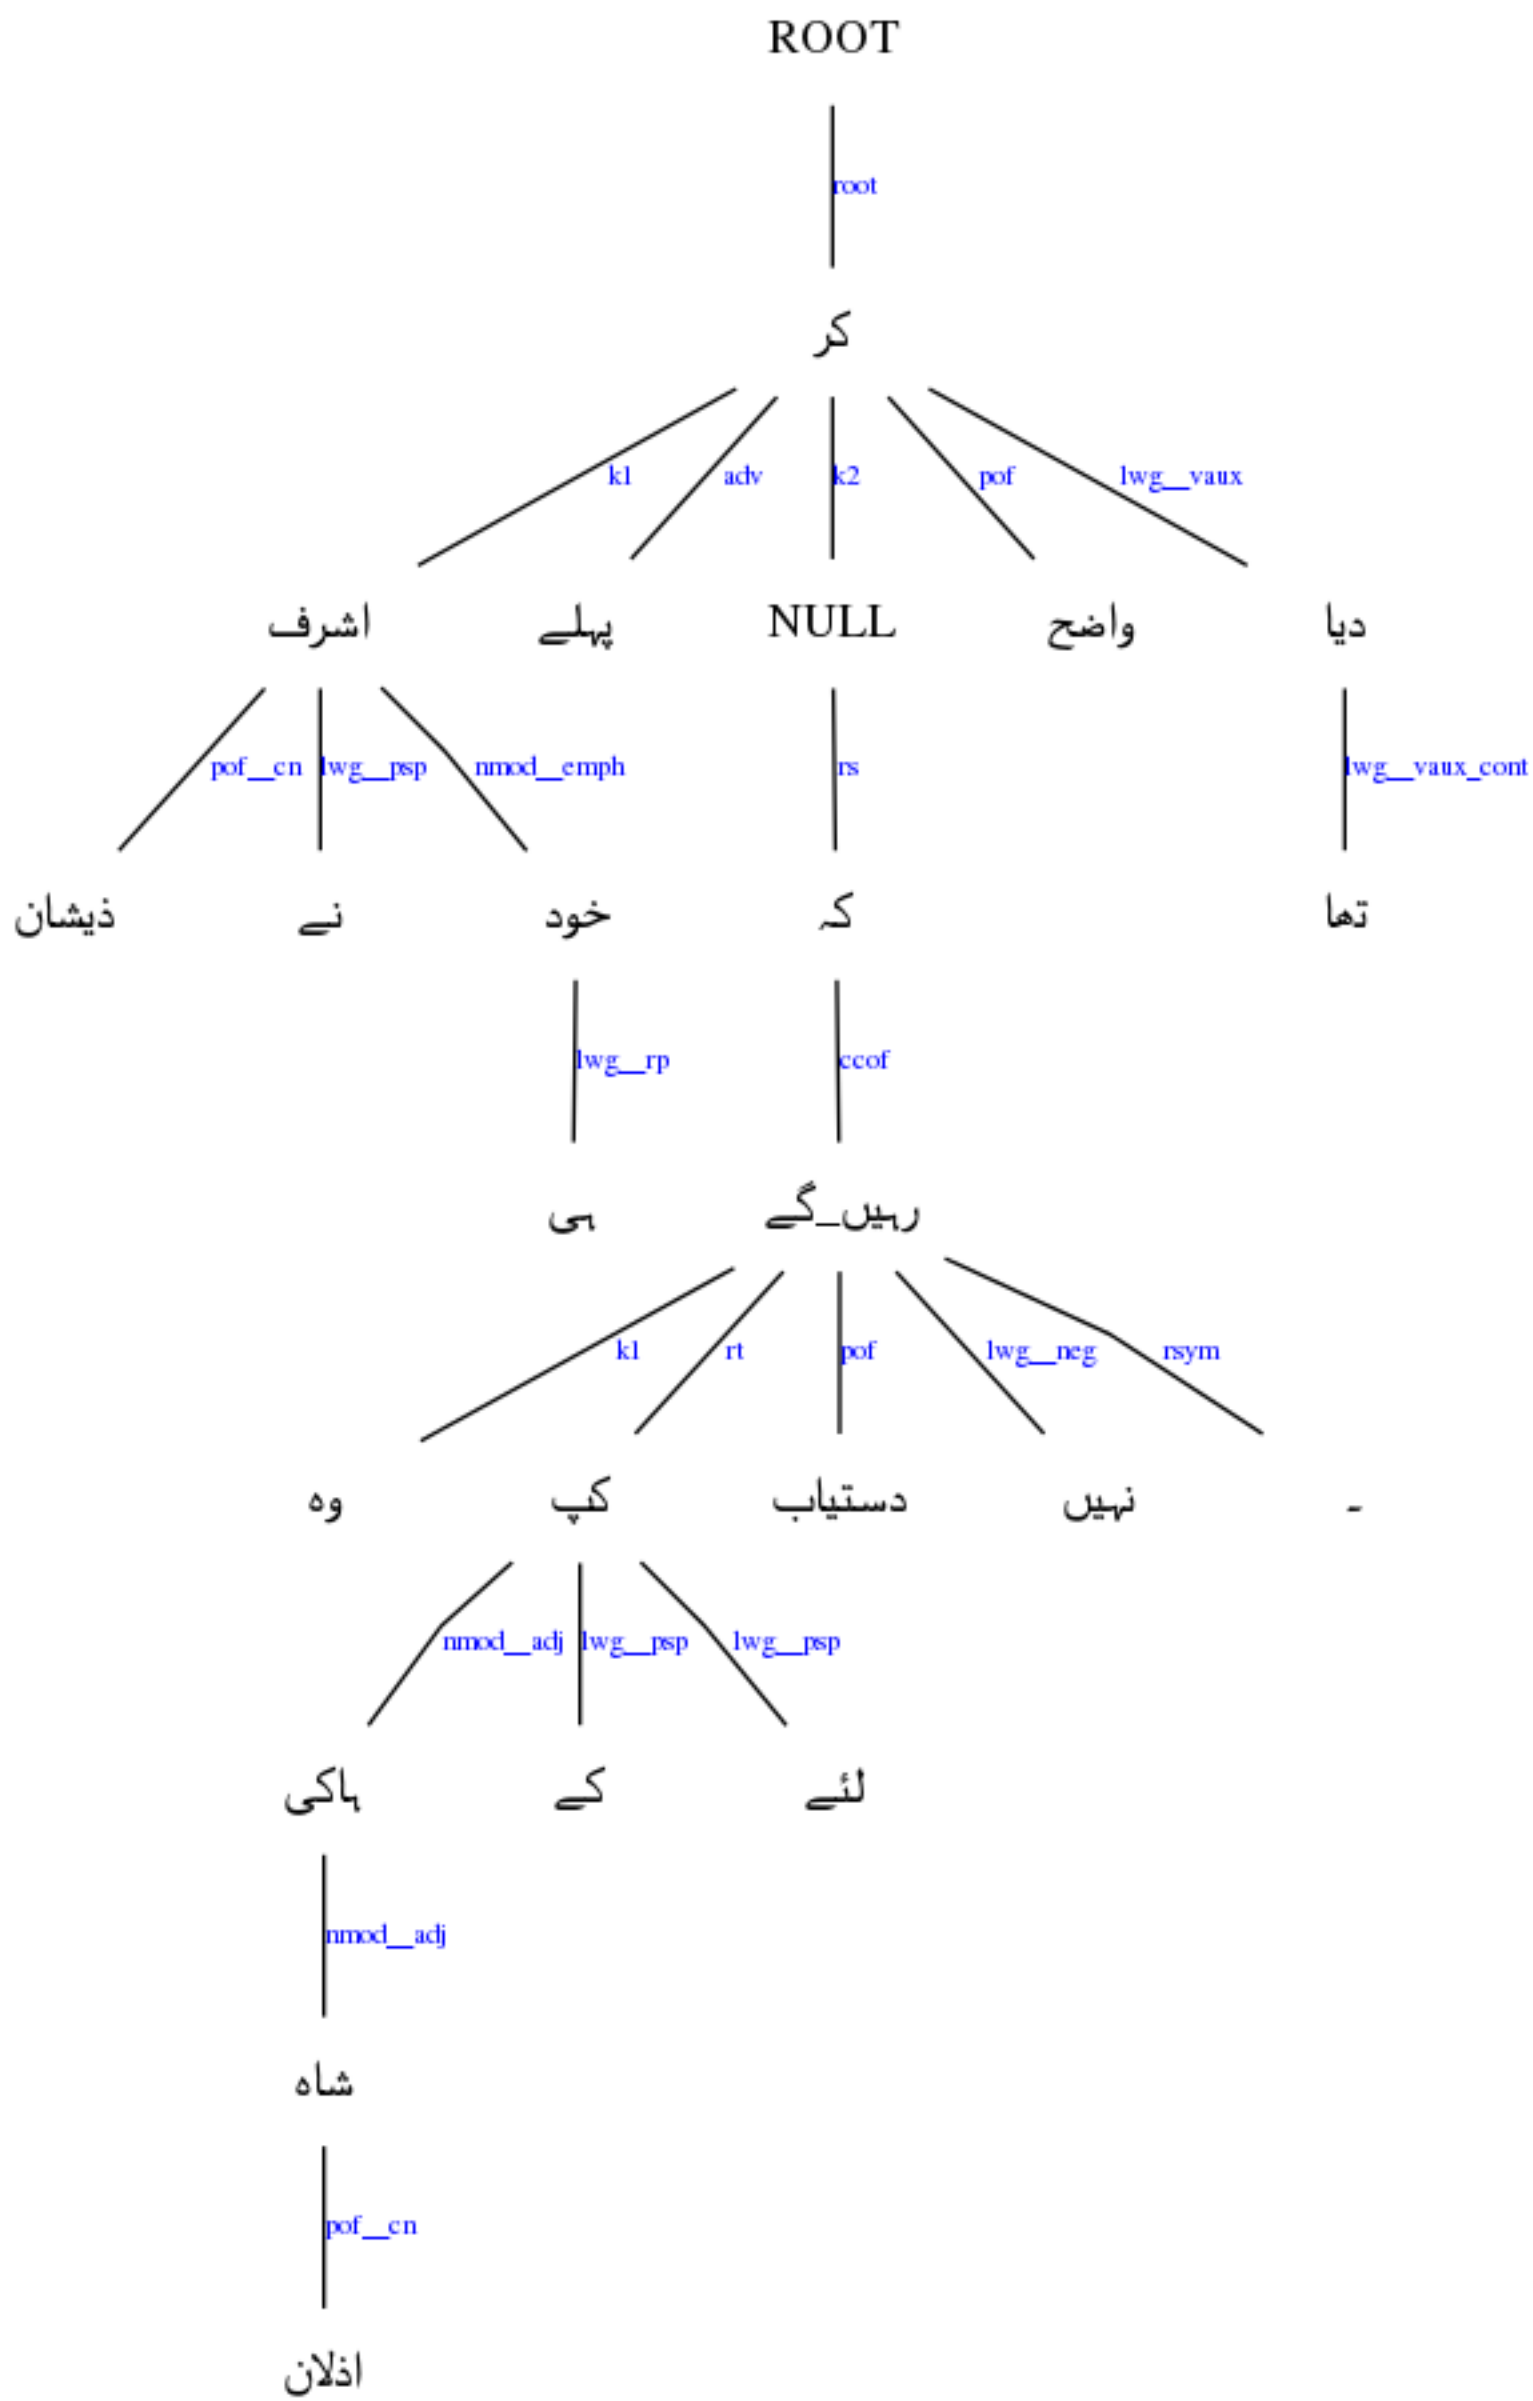 ROOT
root
کر
k1 adv k2 pof lwg__vaux
اشرف پہلے NULL واضح دیا
pof__cn lwg__psp nmod__emph rs lwg__vaux_cont
ذیشان نے خود کہ تھا
lwg__rp ccof
ہی رہیں_گے
k1 rt pof lwg__neg rsym
وہ کپ دستیاب نہیں ۔
nmod__adj lwg__psp lwg__psp
ہاکی کے لئے
nmod__adj
شاہ
pof__cn
اذلان